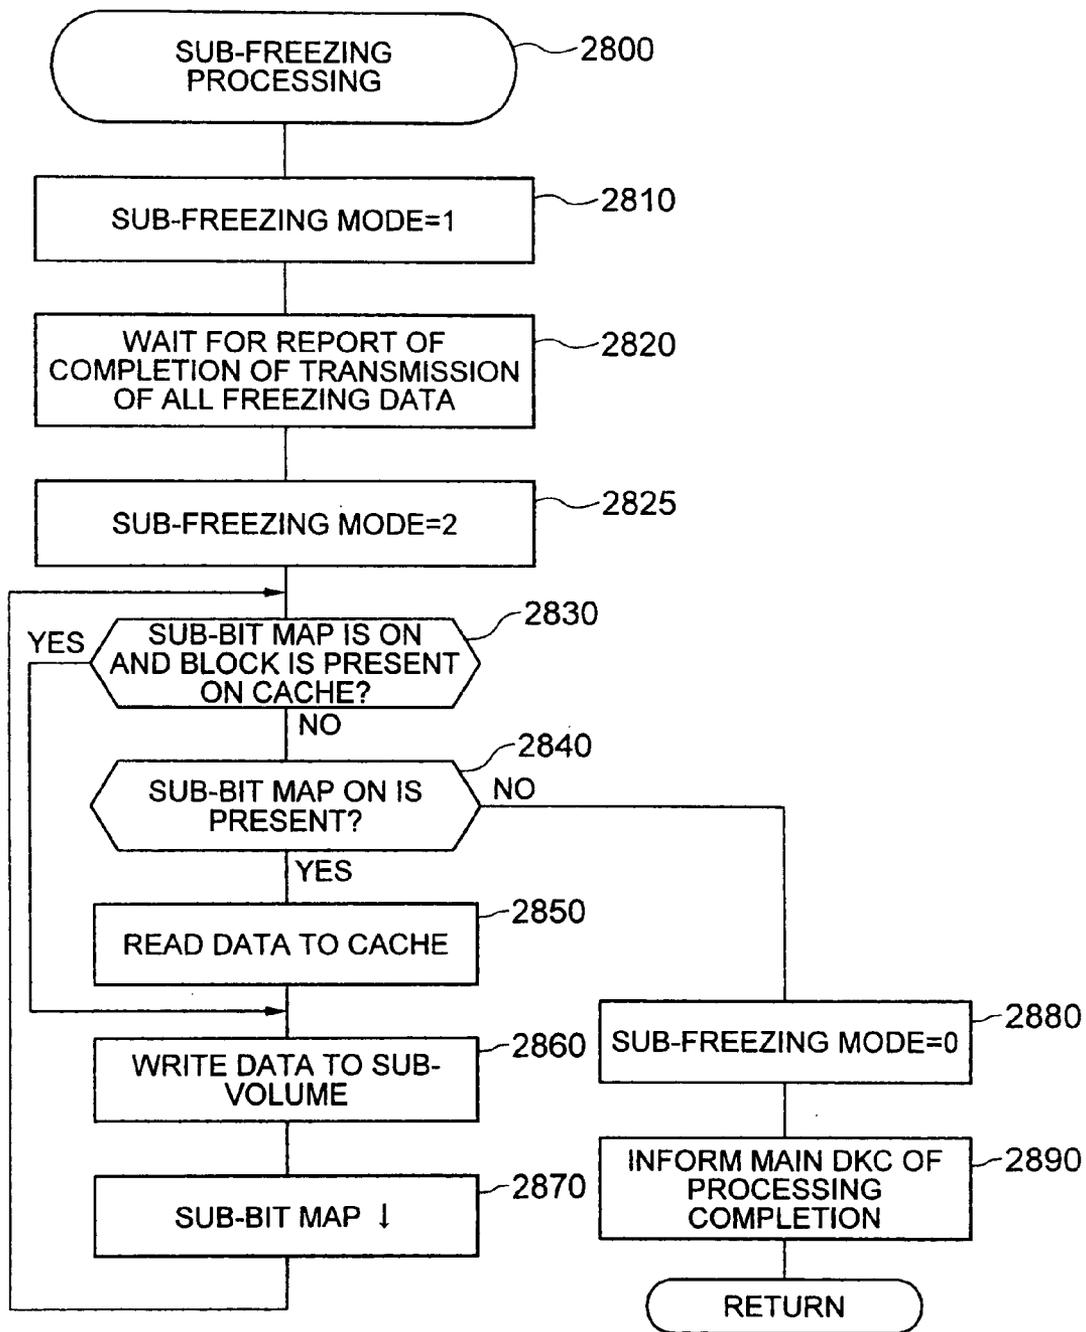 SUB-FREEZING
PROCESSING
2800
SUB-FREEZING MODE=1
2810
WAIT FOR REPORT OF
COMPLETION OF TRANSMISSION
OF ALL FREEZING DATA
2820
SUB-FREEZING MODE=2
2825
YES
SUB-BIT MAP IS ON
AND BLOCK IS PRESENT
ON CACHE?
2830
NO
SUB-BIT MAP ON IS
PRESENT?
2840
NO
YES
READ DATA TO CACHE
2850
WRITE DATA TO SUB-
VOLUME
2860
SUB-BIT MAP ↓
2870
SUB-FREEZING MODE=0
2880
INFORM MAIN DKC OF
PROCESSING
COMPLETION
2890
RETURN